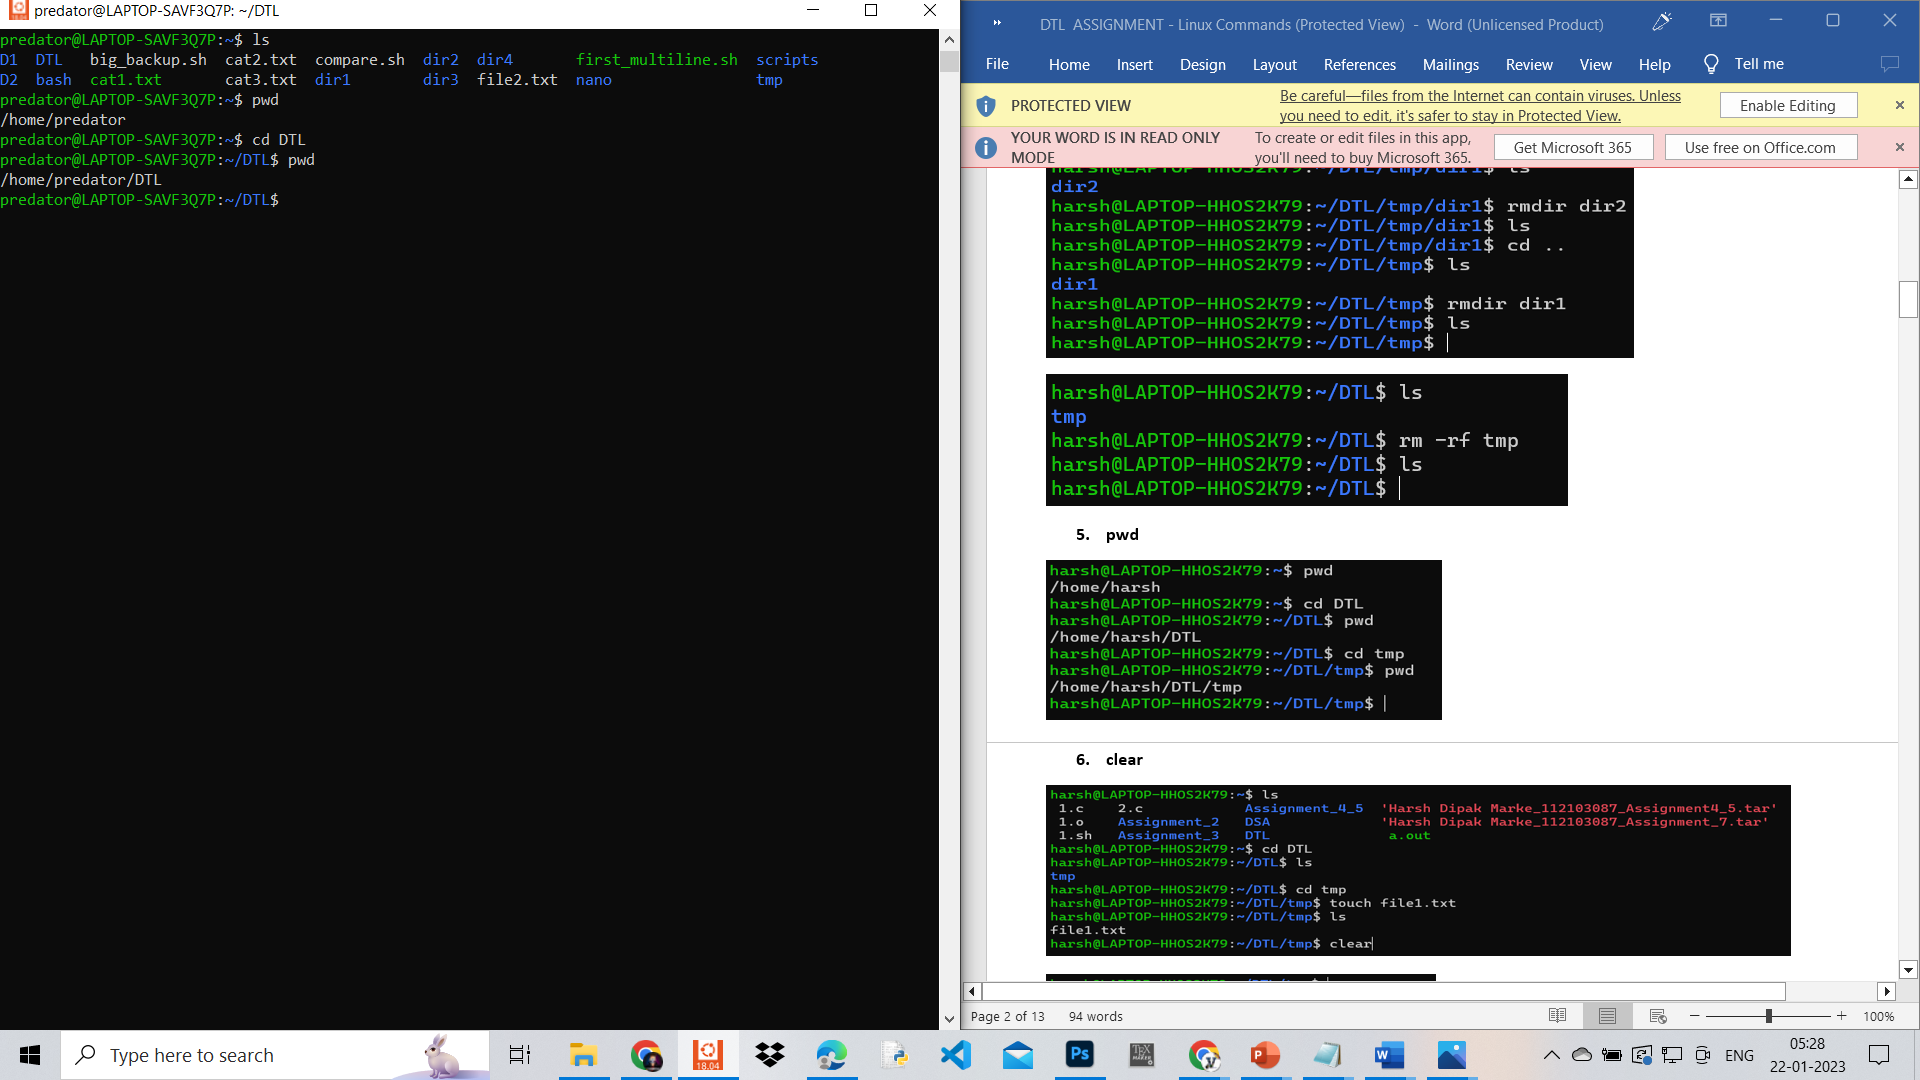 predator@LAPTOP-SAVF3Q7P: ~/DTL
predator@LAPTOP-SAVF3Q7P:~$ ls
D1 DTL big_backup.sh cat2.txt compare.sh dir2 dir4 first_multiline.sh scripts
D2 bash cat1.txt cat3.txt dir1 dir3 file2.txt nano tmp
predator@LAPTOP-SAVF3Q7P:~$ pwd
/home/predator
predator@LAPTOP-SAVF3Q7P:~$ cd DTL
predator@LAPTOP-SAVF3Q7P:~/DTL$ pwd
/home/predator/DTL
predator@LAPTOP-SAVF3Q7P:~/DTL$
DTL ASSIGNMENT - Linux Commands (Protected View) - Word (Unlicensed Product)
File Home Insert Design Layout References Mailings Review View Help Tell me
PROTECTED VIEW
Be careful—files from the Internet can contain viruses. Unless
you need to edit, it's safer to stay in Protected View.
Enable Editing
YOUR WORD IS IN READ ONLY
MODE
To create or edit files in this app,
you'll need to buy Microsoft 365.
Get Microsoft 365
Use free on Office.com
harsh@LAPTOP-HHOS2K79:~/DTL/tmp/dir1$ ls
dir2
harsh@LAPTOP-HHOS2K79:~/DTL/tmp/dir1$ rmdir dir2
harsh@LAPTOP-HHOS2K79:~/DTL/tmp/dir1$ ls
harsh@LAPTOP-HHOS2K79:~/DTL/tmp/dir1$ cd ..
harsh@LAPTOP-HHOS2K79:~/DTL/tmp$ ls
dir1
harsh@LAPTOP-HHOS2K79:~/DTL/tmp$ rmdir dir1
harsh@LAPTOP-HHOS2K79:~/DTL/tmp$ ls
harsh@LAPTOP-HHOS2K79:~/DTL/tmp$
harsh@LAPTOP-HHOS2K79:~/DTL$ ls
tmp
harsh@LAPTOP-HHOS2K79:~/DTL$ rm -rf tmp
harsh@LAPTOP-HHOS2K79:~/DTL$ ls
harsh@LAPTOP-HHOS2K79:~/DTL$
5. pwd
harsh@LAPTOP-HHOS2K79:~$ pwd
/home/harsh
harsh@LAPTOP-HHOS2K79:~$ cd DTL
harsh@LAPTOP-HHOS2K79:~/DTL$ pwd
/home/harsh/DTL
harsh@LAPTOP-HHOS2K79:~/DTL$ cd tmp
harsh@LAPTOP-HHOS2K79:~/DTL/tmp$ pwd
/home/harsh/DTL/tmp
harsh@LAPTOP-HHOS2K79:~/DTL/tmp$
6. clear
harsh@LAPTOP-HHOS2K79:~$ ls
1.c 2.c Assignment_4_5 'Harsh Dipak Marke_112103087_Assignment4_5.tar'
1.o Assignment_2 DSA 'Harsh Dipak Marke_112103087_Assignment_7.tar'
1.sh Assignment_3 DTL a.out
harsh@LAPTOP-HHOS2K79:~$ cd DTL
harsh@LAPTOP-HHOS2K79:~/DTL$ ls
tmp
harsh@LAPTOP-HHOS2K79:~/DTL$ cd tmp
harsh@LAPTOP-HHOS2K79:~/DTL/tmp$ touch file1.txt
harsh@LAPTOP-HHOS2K79:~/DTL/tmp$ ls
file1.txt
harsh@LAPTOP-HHOS2K79:~/DTL/tmp$ clear
Page 2 of 13 94 words
100%
Type here to search
18.04
Ps
TEX
MAKER
ENG
05:28
22-01-2023